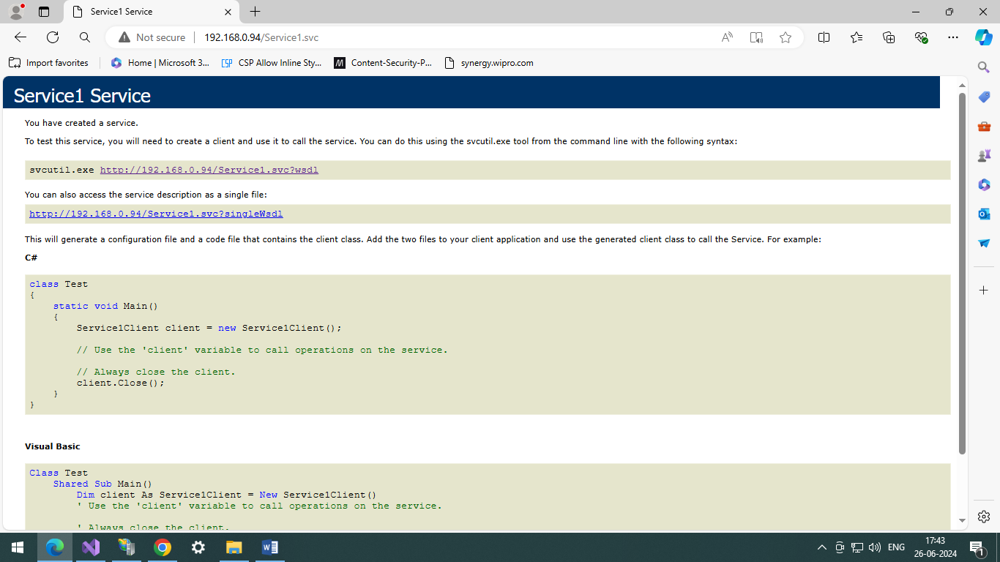 Service1 Service
Not secure
192.168.0.94/Service1.svc
Import favorites
Home | Microsoft 3...
CSP Allow Inline Sty...
Content-Security-P...
synergy.wipro.com
Service1 Service
You have created a service.
To test this service, you will need to create a client and use it to call the service. You can do this using the svcutil.exe tool from the command line with the following syntax:
svcutil.exe http://192.168.0.94/Service1.svc?wsdl
You can also access the service description as a single file:
http://192.168.0.94/Service1.svc?singleWsdl
This will generate a configuration file and a code file that contains the client class. Add the two files to your client application and use the generated client class to call the Service. For example:
C#
class Test
{
    static void Main()
    {
        Service1Client client = new Service1Client();
        // Use the 'client' variable to call operations on the service.
        // Always close the client.
        client.Close();
    }
}
Visual Basic
Class Test
    Shared Sub Main()
        Dim client As Service1Client = New Service1Client()
        ' Use the 'client' variable to call operations on the service.
        ' Always close the client.
ENG
17:43
26-06-2024
1